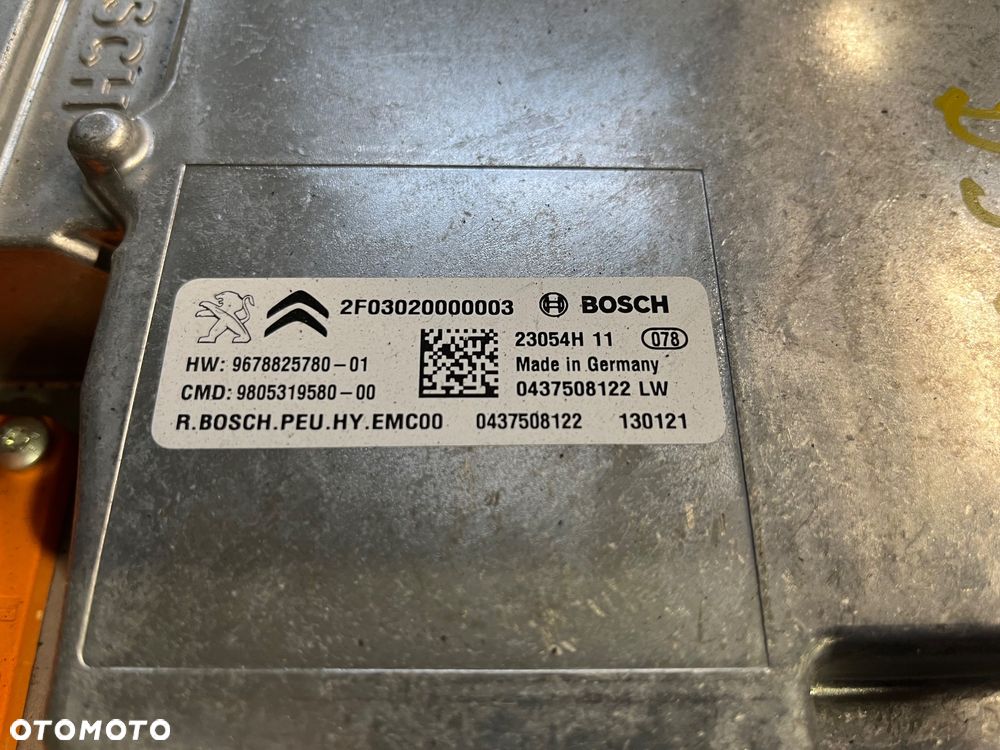 SCH
2F03020000003 BOSCH
23054H 11 078
HW: 9678825780-01 Made in Germany
CMD: 9805319580-00 0437508122 LW
R.BOSCH.PEU.HY.EMC00 0437508122 130121
OTOMOTO